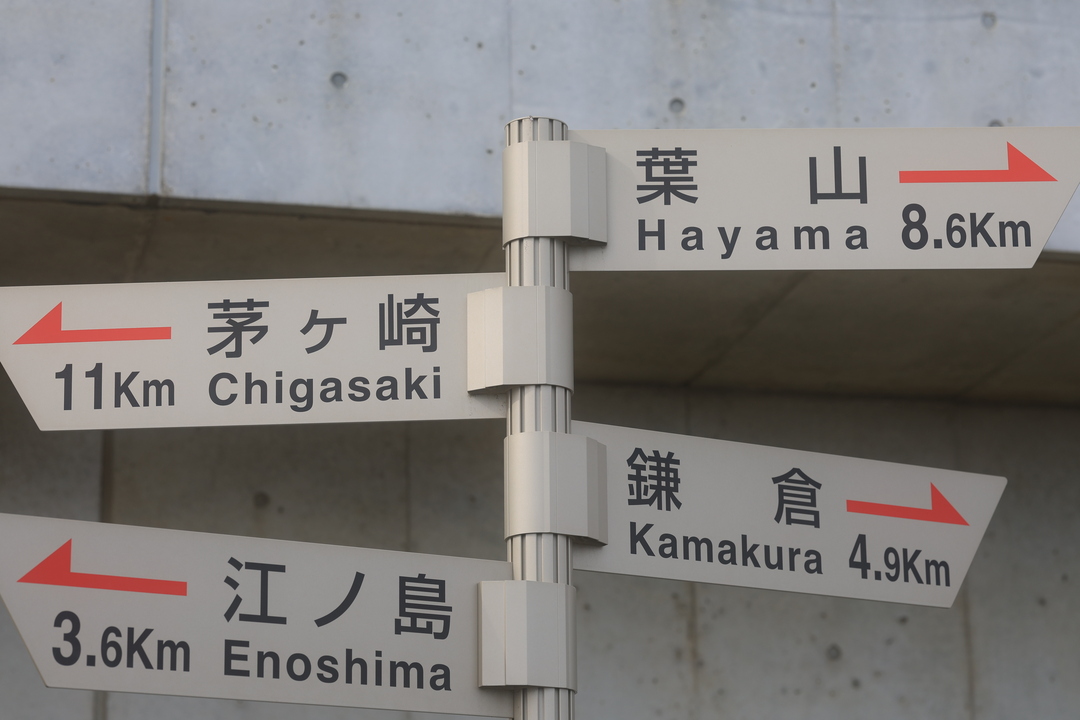 葉山
Hayama 8.6Km
茅ヶ崎
11Km Chigasaki
鎌倉
Kamakura 4.9Km
江ノ島
3.6Km Enoshima